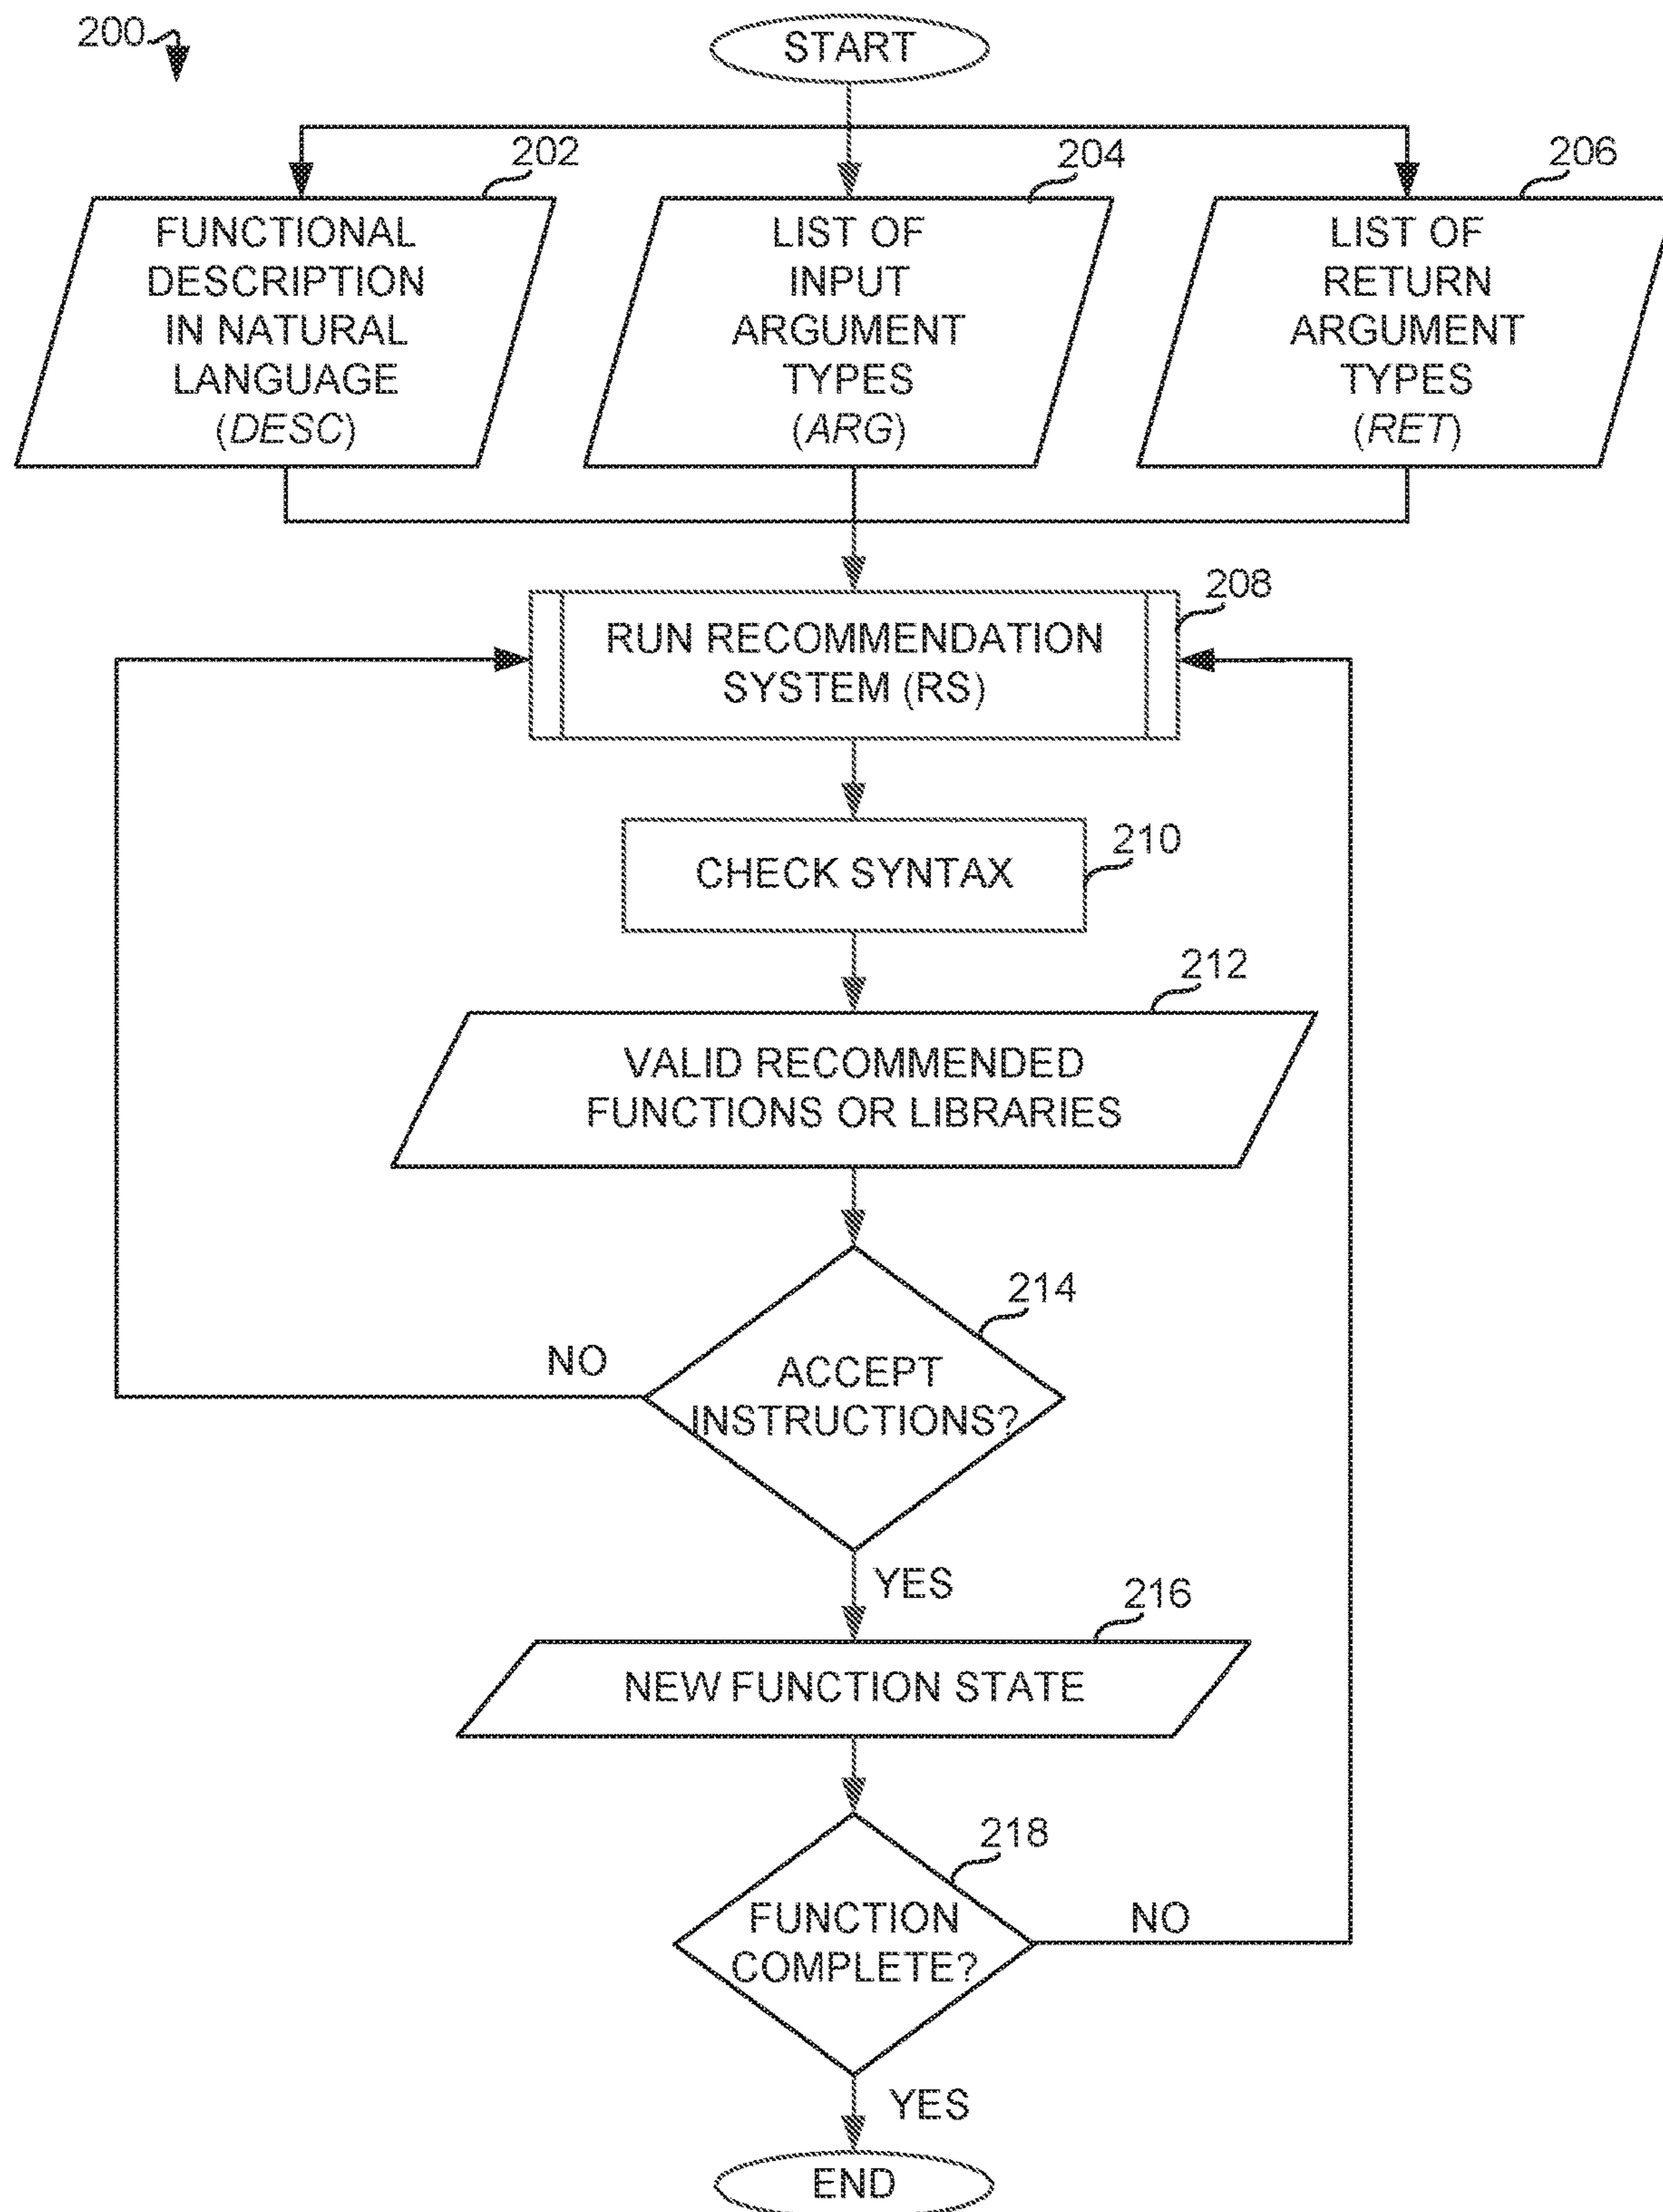 200
START
202
204
206
FUNCTIONAL
DESCRIPTION
IN NATURAL
LANGUAGE
(DESC)
LIST OF
INPUT
ARGUMENT
TYPES
(ARG)
LIST OF
RETURN
ARGUMENT
TYPES
(RET)
208
RUN RECOMMENDATION
SYSTEM (RS)
210
CHECK SYNTAX
212
VALID RECOMMENDED
FUNCTIONS OR LIBRARIES
214
NO
ACCEPT
INSTRUCTIONS?
YES
216
NEW FUNCTION STATE
218
FUNCTION
COMPLETE?
NO
YES
END